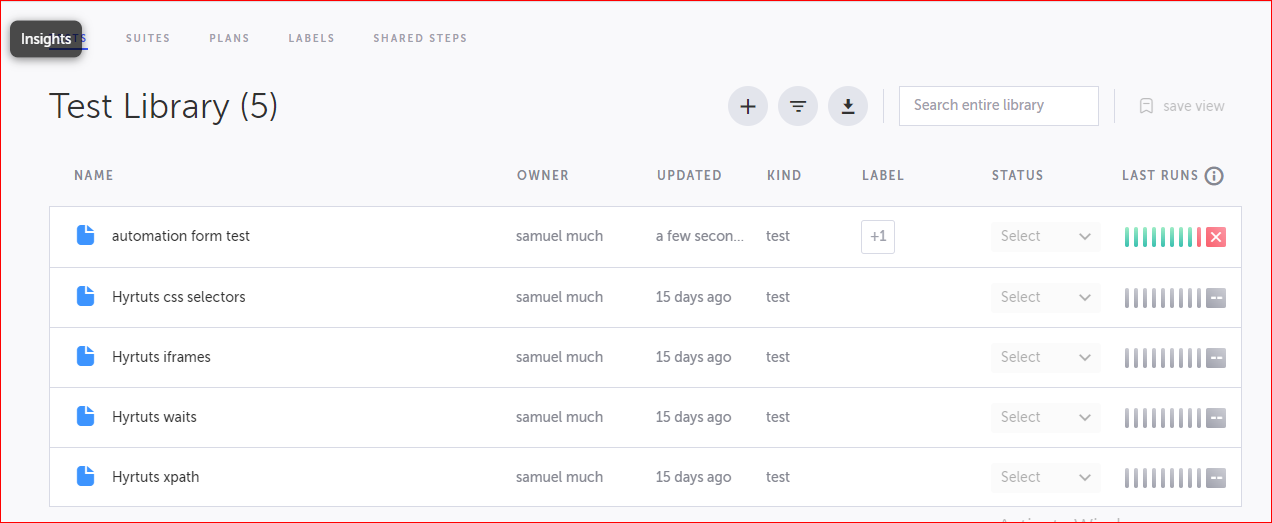 Insights
SUITES PLANS LABELS SHARED STEPS
Test Library (5) Search entire library save view
NAME OWNER UPDATED KIND LABEL STATUS LAST RUNS
automation form test samuel much a few secon... test +1 Select
Hyrtuts css selectors samuel much 15 days ago test Select
Hyrtuts iframes samuel much 15 days ago test Select
Hyrtuts waits samuel much 15 days ago test Select
Hyrtuts xpath samuel much 15 days ago test Select